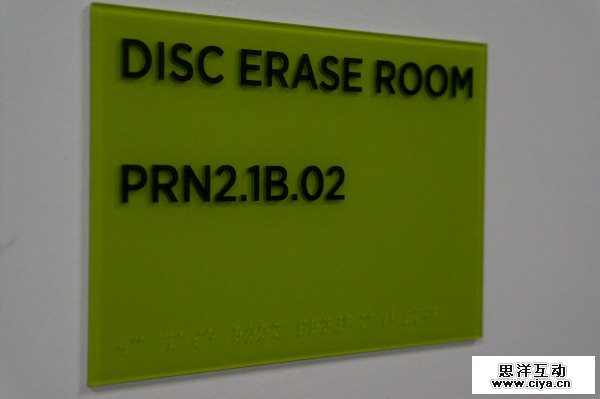 DISC ERASE ROOM
PRN2.1B.02
思洋互动
www.ciya.cn